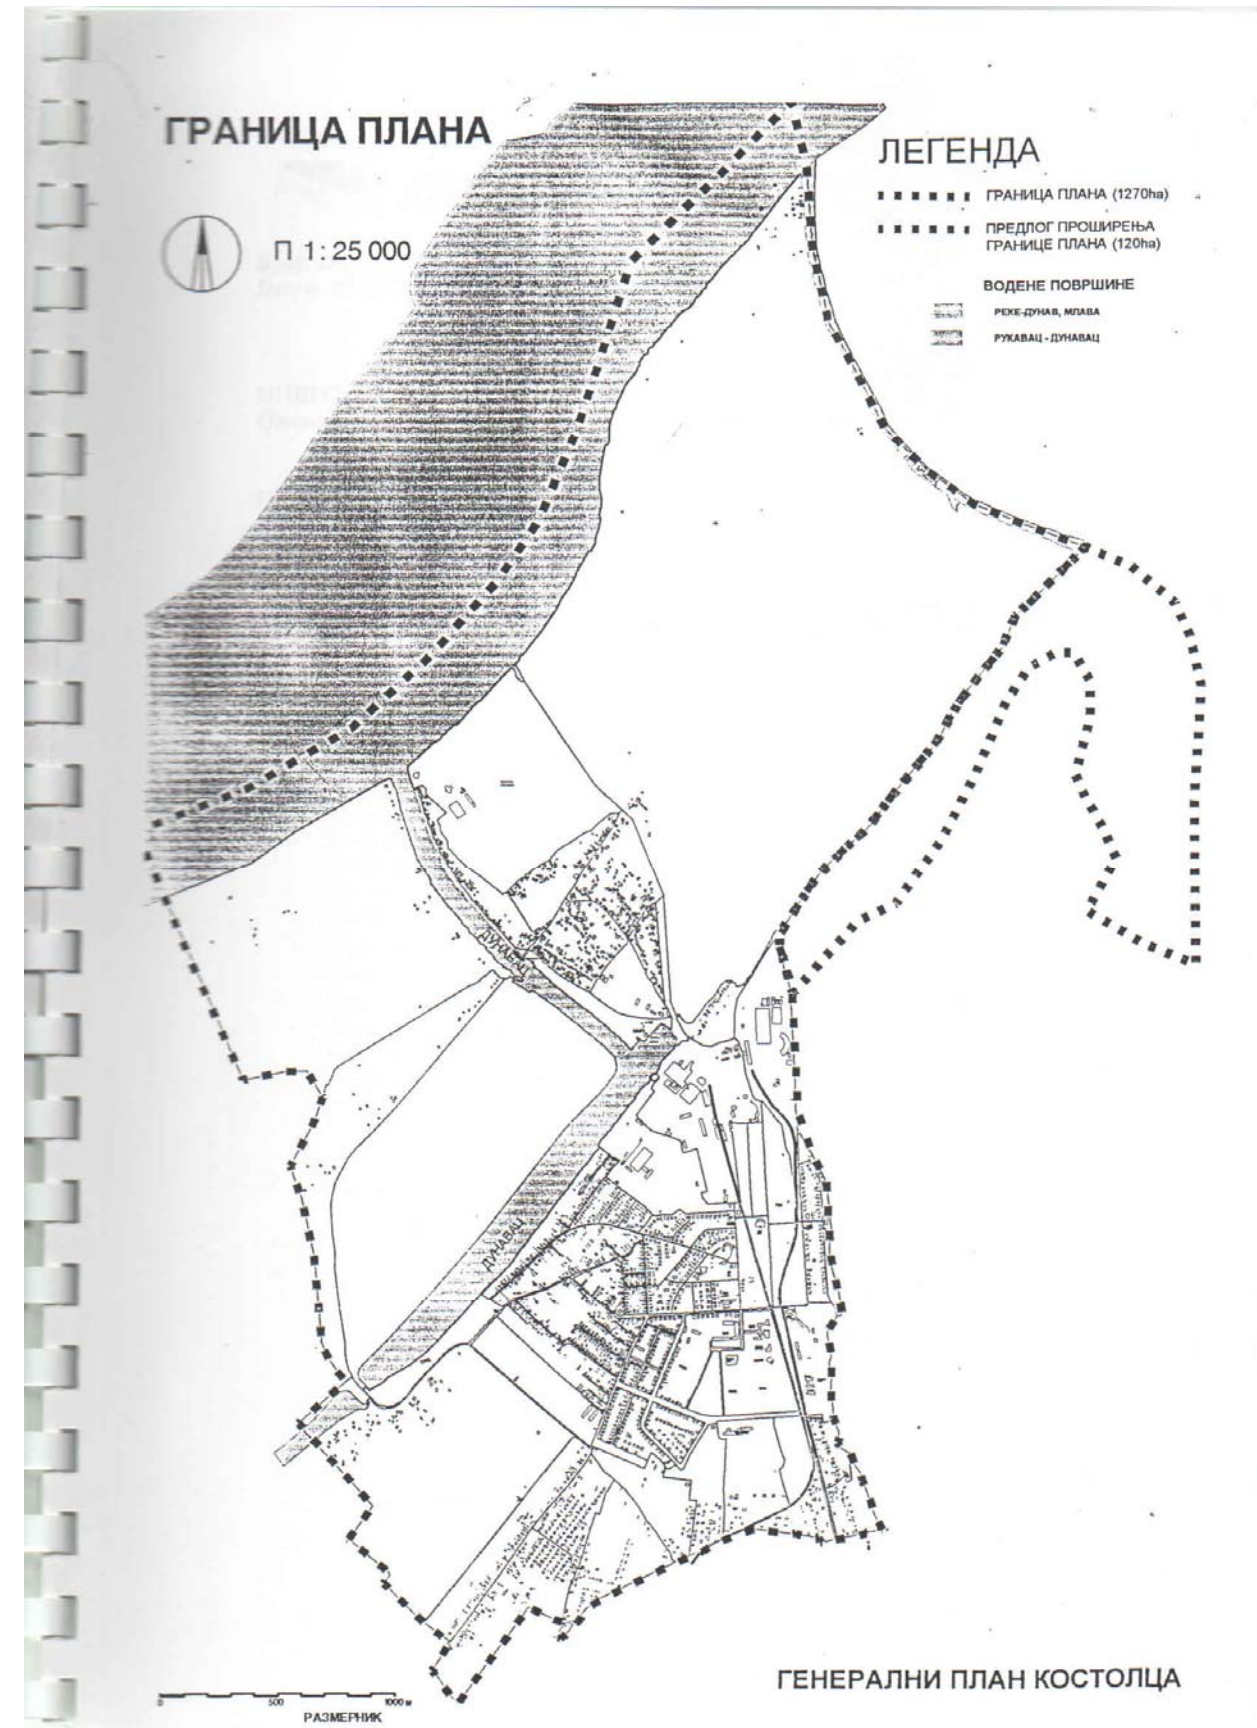 ГРАНИЦА ПЛАНА
П 1:25 000
ЛЕГЕНДА
ГРАНИЦА ПЛАНА (1270ha)
ПРЕДЛОГ ПРОШИРЕЊА
ГРАНИЦЕ ПЛАНА (120ha)
ВОДЕНЕ ПОВРШИНЕ
РЕКЕ-ДУНАВ, МЛАВА
РУКАВАЦ - ДУНАВАЦ
ДУНАВАЦ
ДУНАВАЦ
0 500 1000 м
РАЗМЕРНИК
ГЕНЕРАЛНИ ПЛАН КОСТОЛЦА